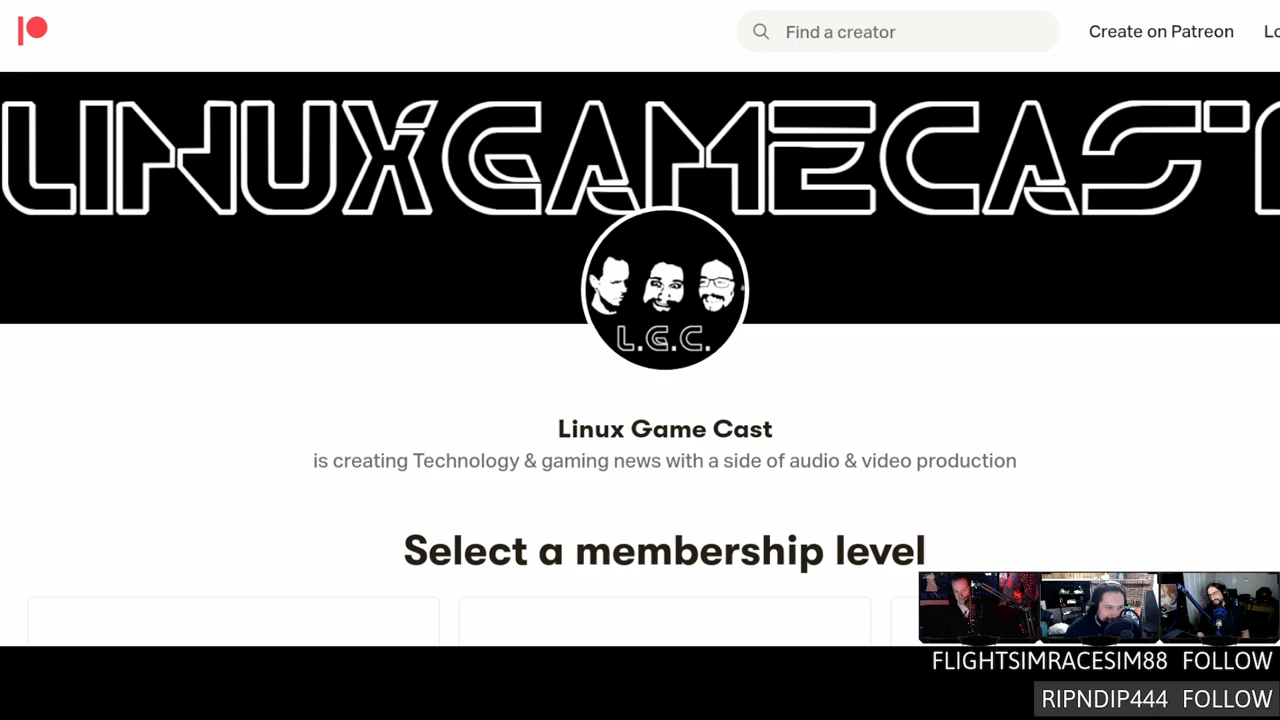 Find a creator
Create on Patreon
Lo
LINUXGAMECAST
L.G.C.
Linux Game Cast
is creating Technology & gaming news with a side of audio & video production
Select a membership level
FLIGHTSIMRACESIM88 FOLLOW
RIPNDIP444 FOLLOW